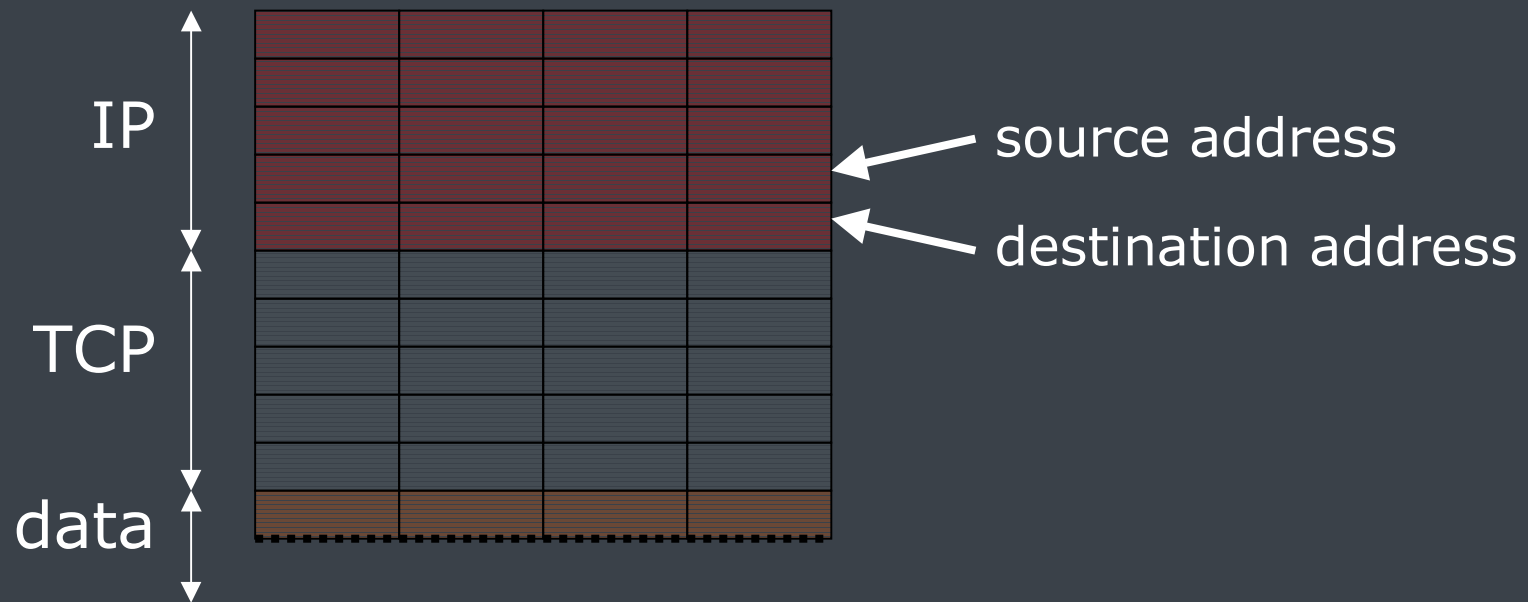 IP
source address
destination address
TCP
data